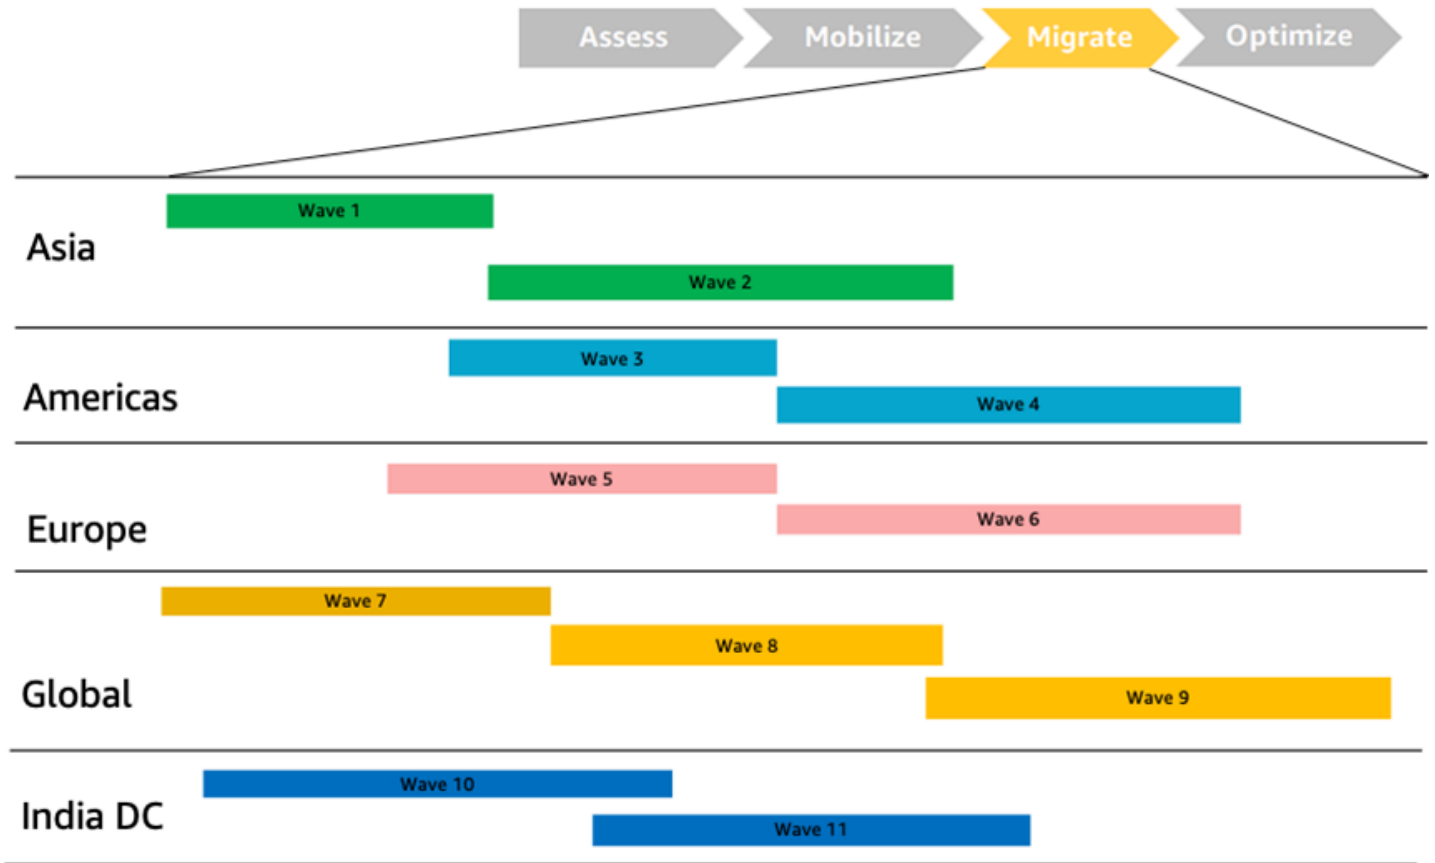 Assess Mobilize Migrate Optimize
Asia
Wave 1
Wave 2
Americas
Wave 3
Wave 4
Europe
Wave 5
Wave 6
Global
Wave 7
Wave 8
Wave 9
India DC
Wave 10
Wave 11